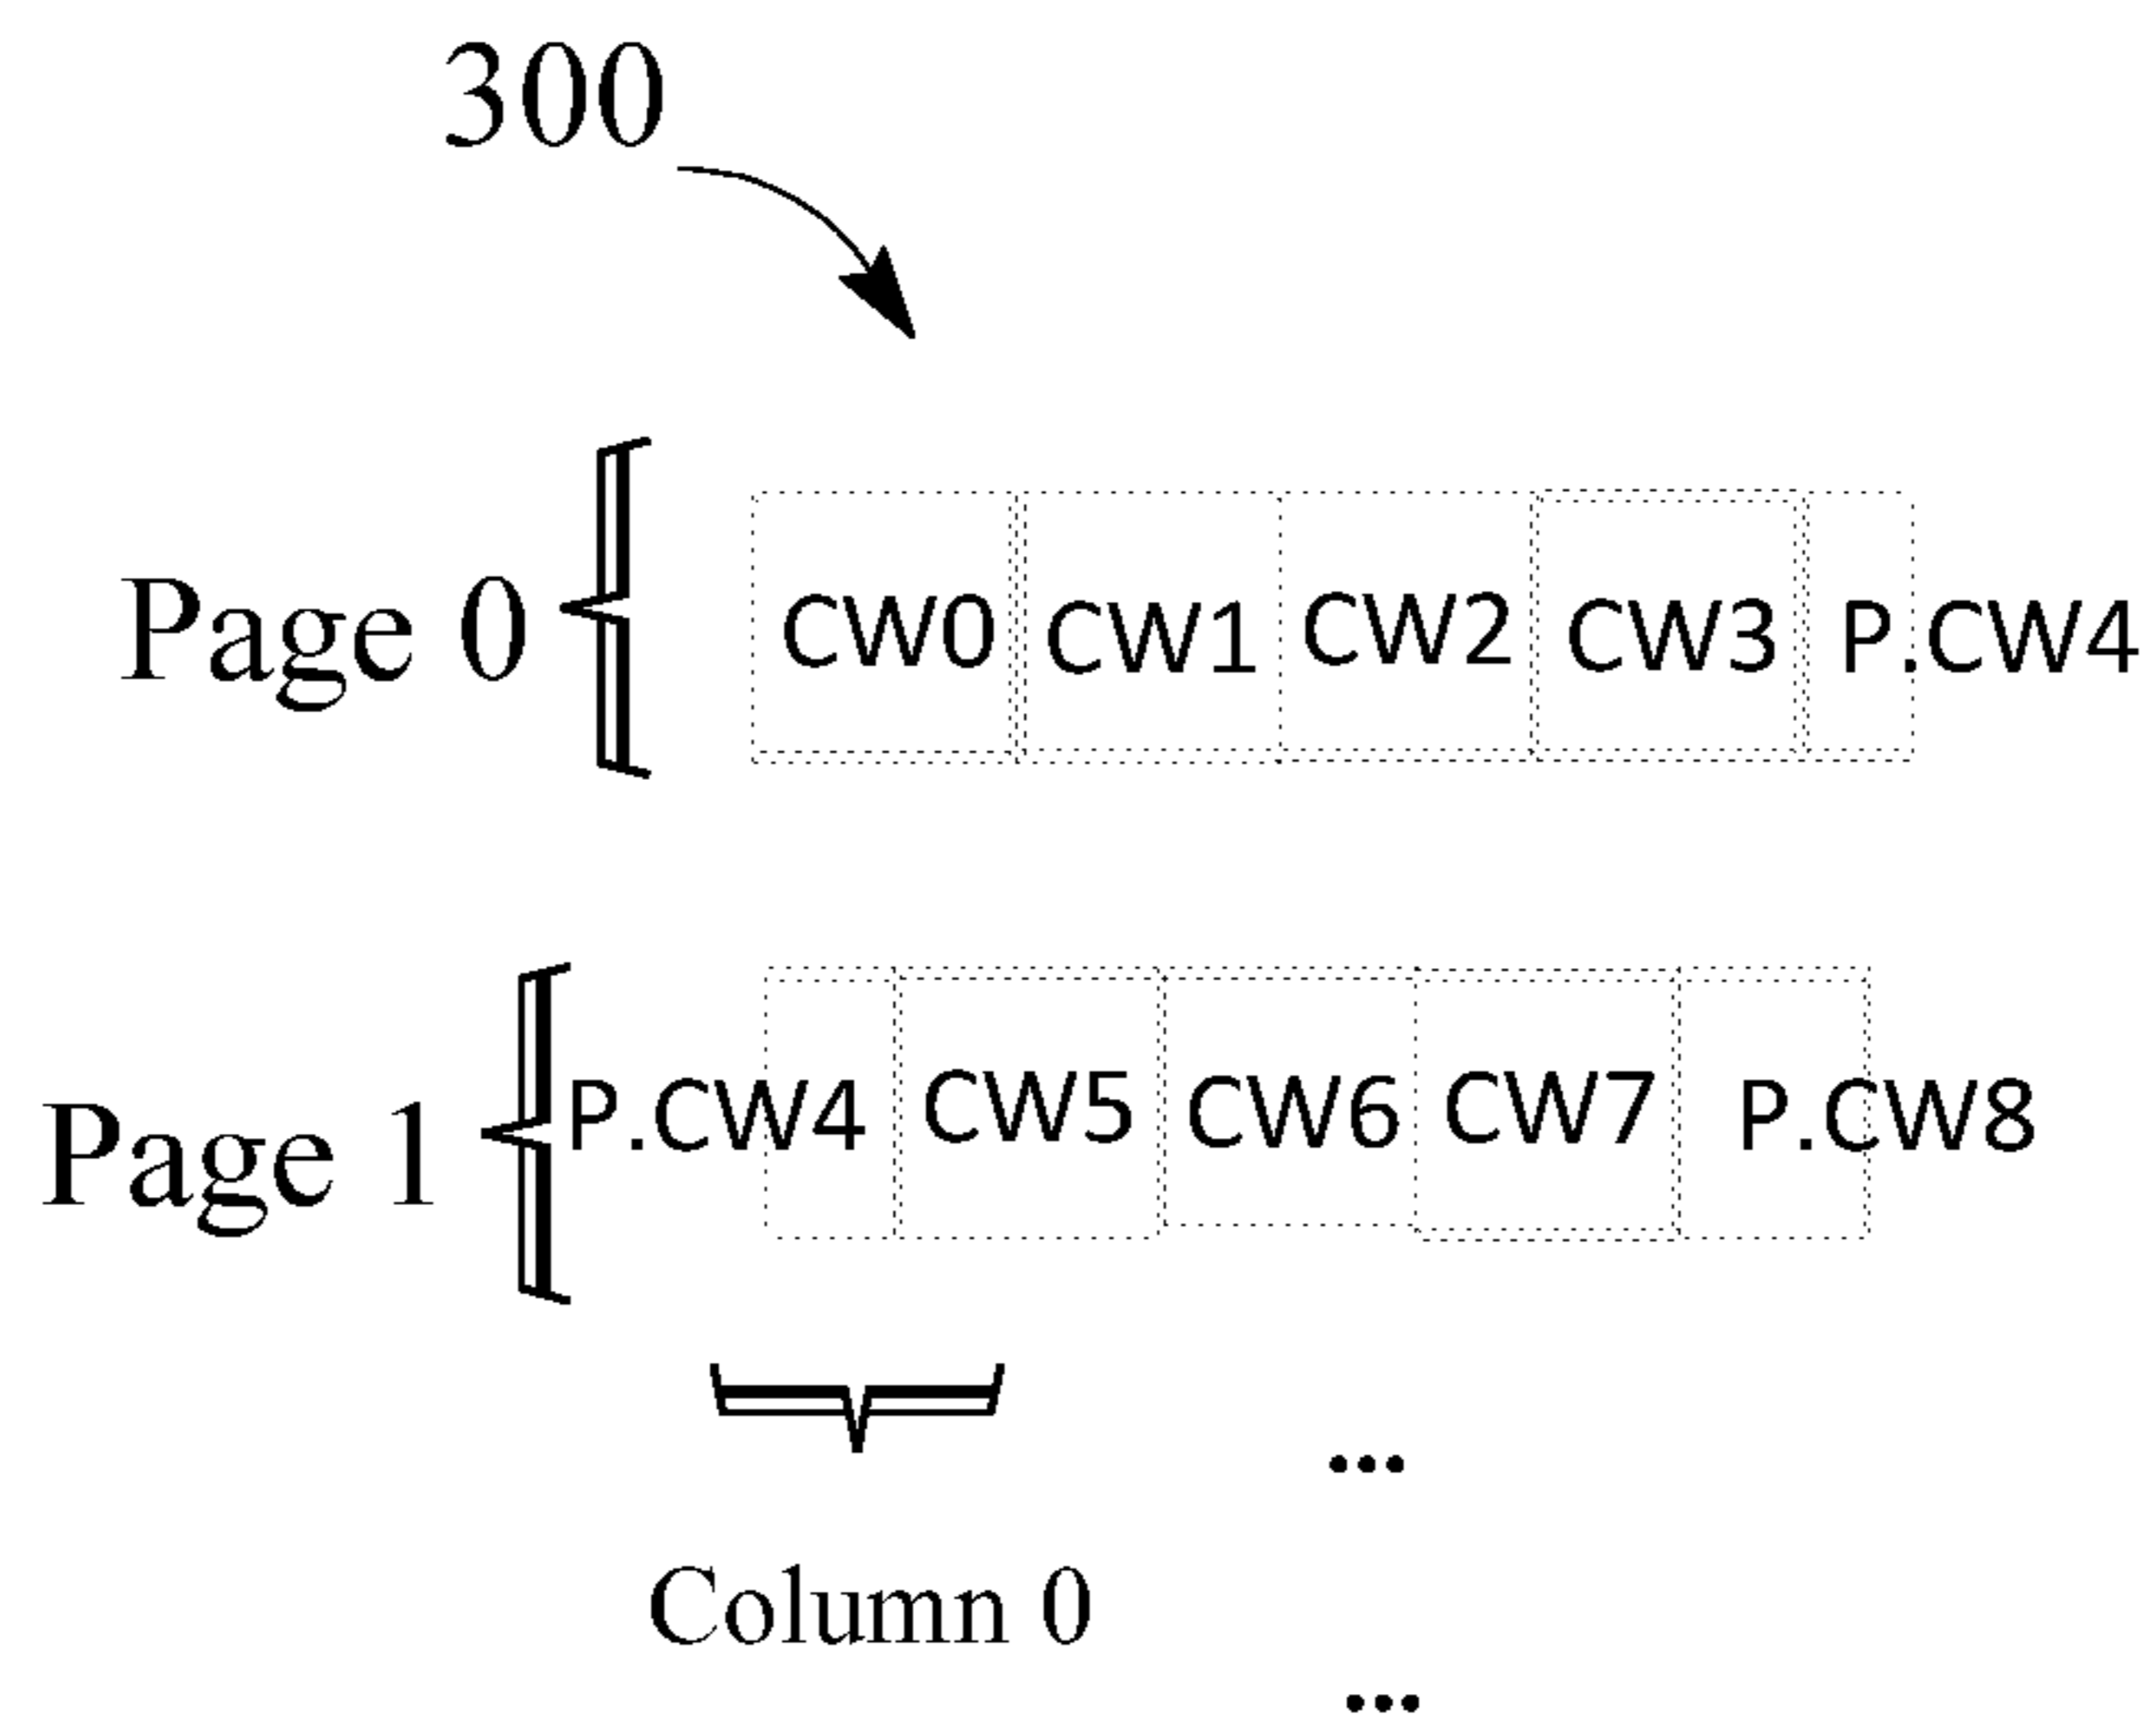 300
Page 0 CW0 CW1 CW2 CW3 P.CW4
Page 1 P.CW4 CW5 CW6 CW7 P.CW8
...
Column 0
...